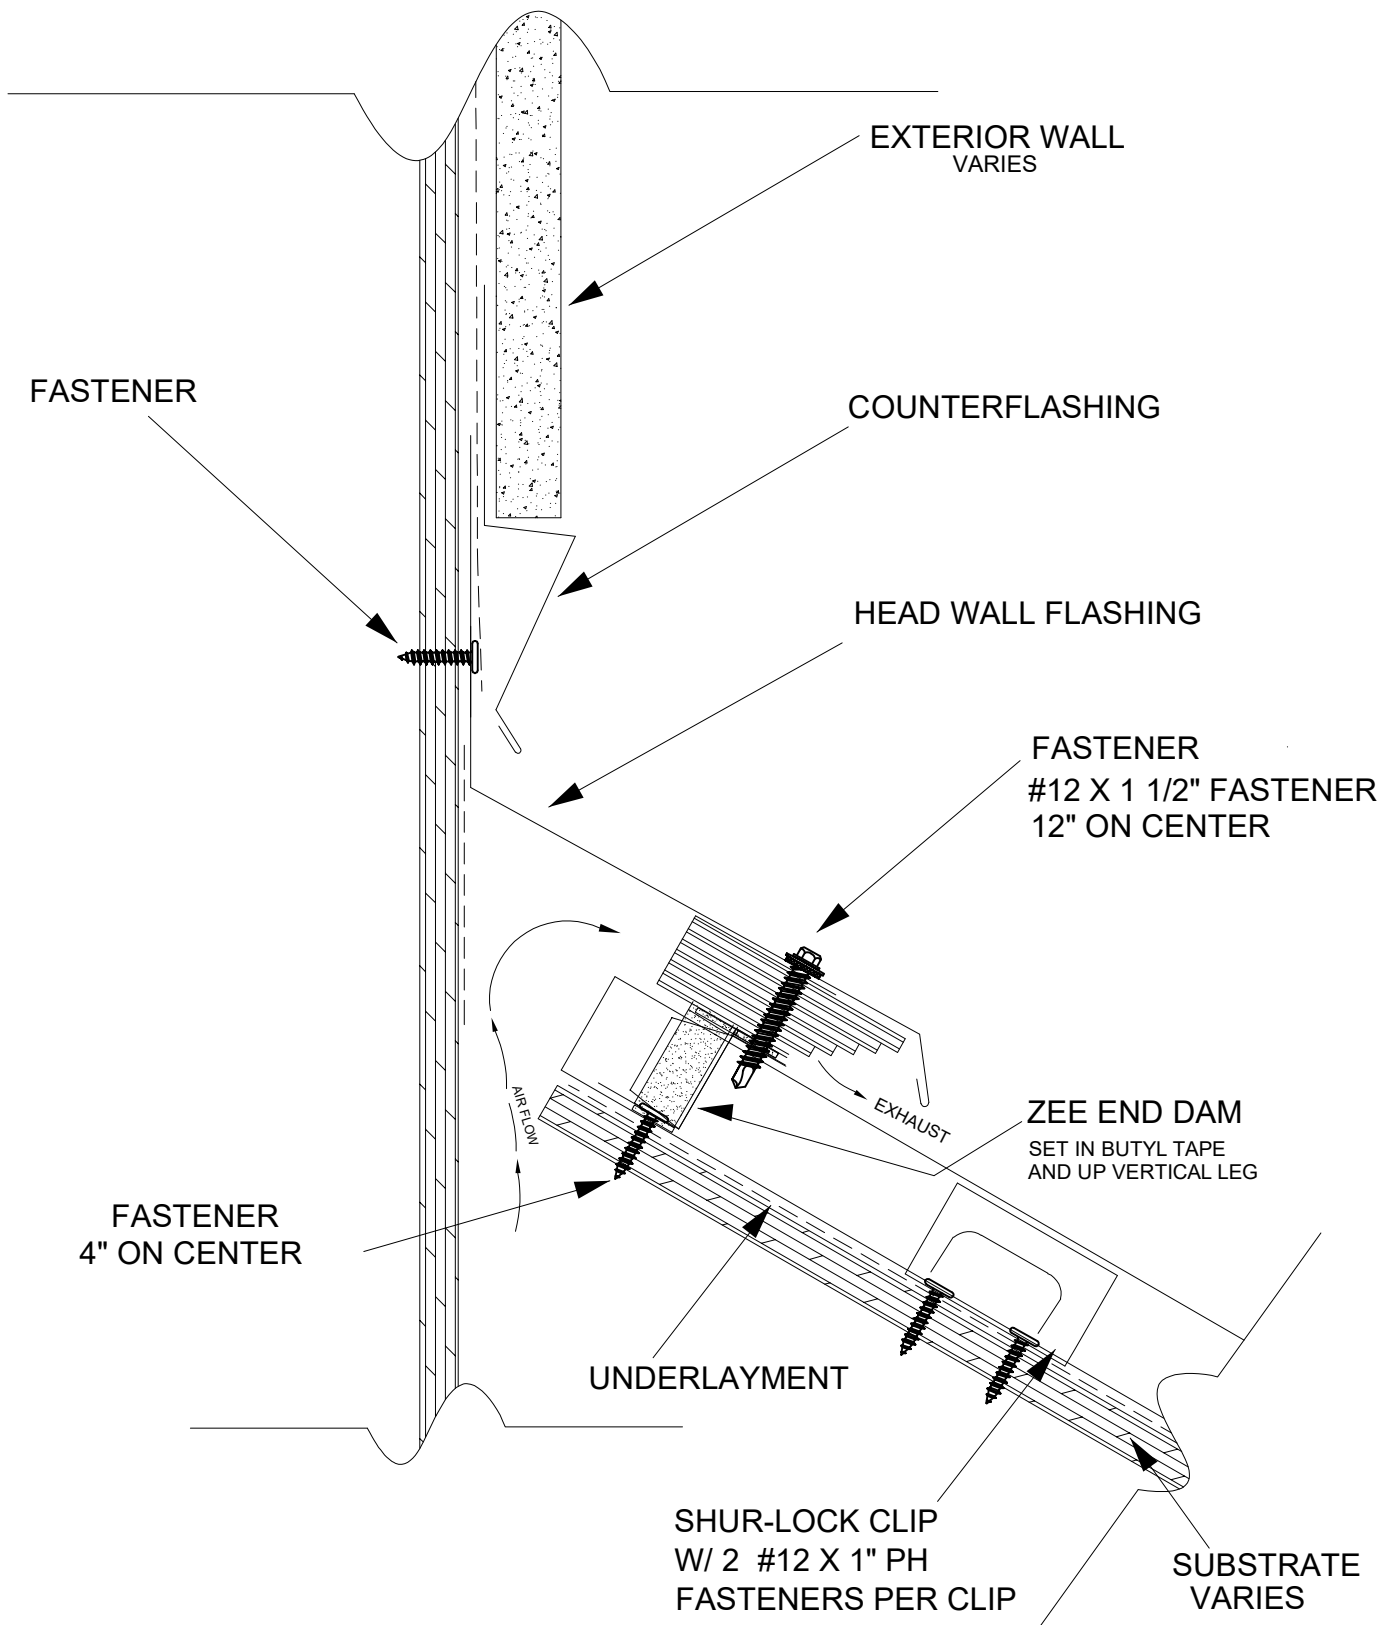 EXTERIOR WALL
VARIES
FASTENER
COUNTERFLASHING
HEAD WALL FLASHING
FASTENER
#12 X 1 1/2" FASTENER
12" ON CENTER
AIR FLOW
EXHAUST
ZEE END DAM
SET IN BUTYL TAPE
AND UP VERTICAL LEG
FASTENER
4" ON CENTER
UNDERLAYMENT
SHUR-LOCK CLIP
W/ 2 #12 X 1" PH
FASTENERS PER CLIP
SUBSTRATE
VARIES